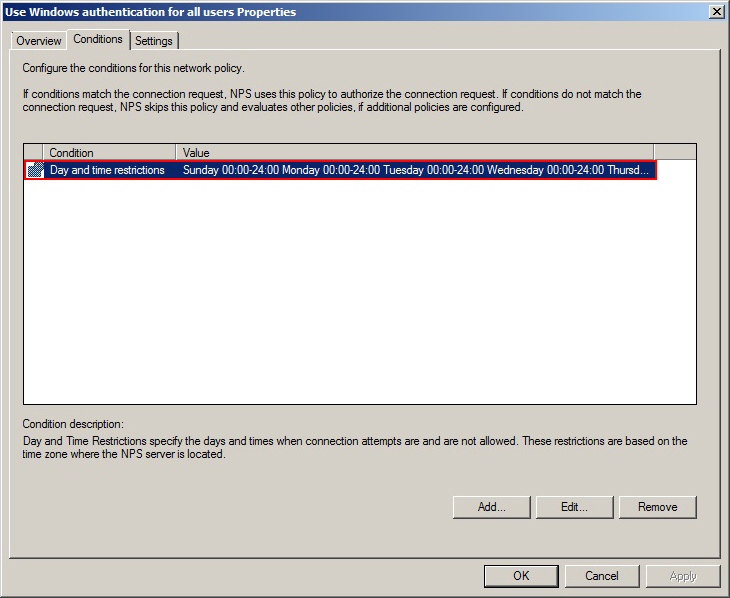 Use Windows authentication for all users Properties
Overview Conditions Settings
Configure the conditions for this network policy.
If conditions match the connection request, NPS uses this policy to authorize the connection request. If conditions do not match the
connection request, NPS skips this policy and evaluates other policies, if additional policies are configured.
Condition Value
Day and time restrictions Sunday 00:00-24:00 Monday 00:00-24:00 Tuesday 00:00-24:00 Wednesday 00:00-24:00 Thursd...
Condition description:
Day and Time Restrictions specify the days and times when connection attempts are and are not allowed. These restrictions are based on the
time zone where the NPS server is located.
Add... Edit... Remove
OK Cancel Apply